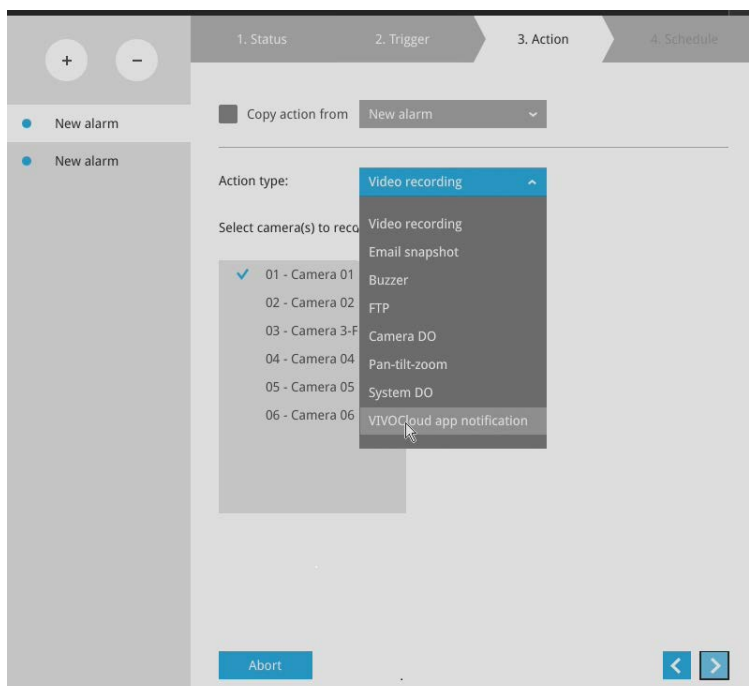 1. Status
2. Trigger
3. Action
4. Schedule
+
−
New alarm
New alarm
Copy action from
New alarm
Action type:
Video recording
Select camera(s) to reco
Video recording
Email snapshot
Buzzer
FTP
Camera DO
Pan-tilt-zoom
System DO
VIVOCloud app notification
01 - Camera 01
02 - Camera 02
03 - Camera 3-F
04 - Camera 04
05 - Camera 05
06 - Camera 06
Abort